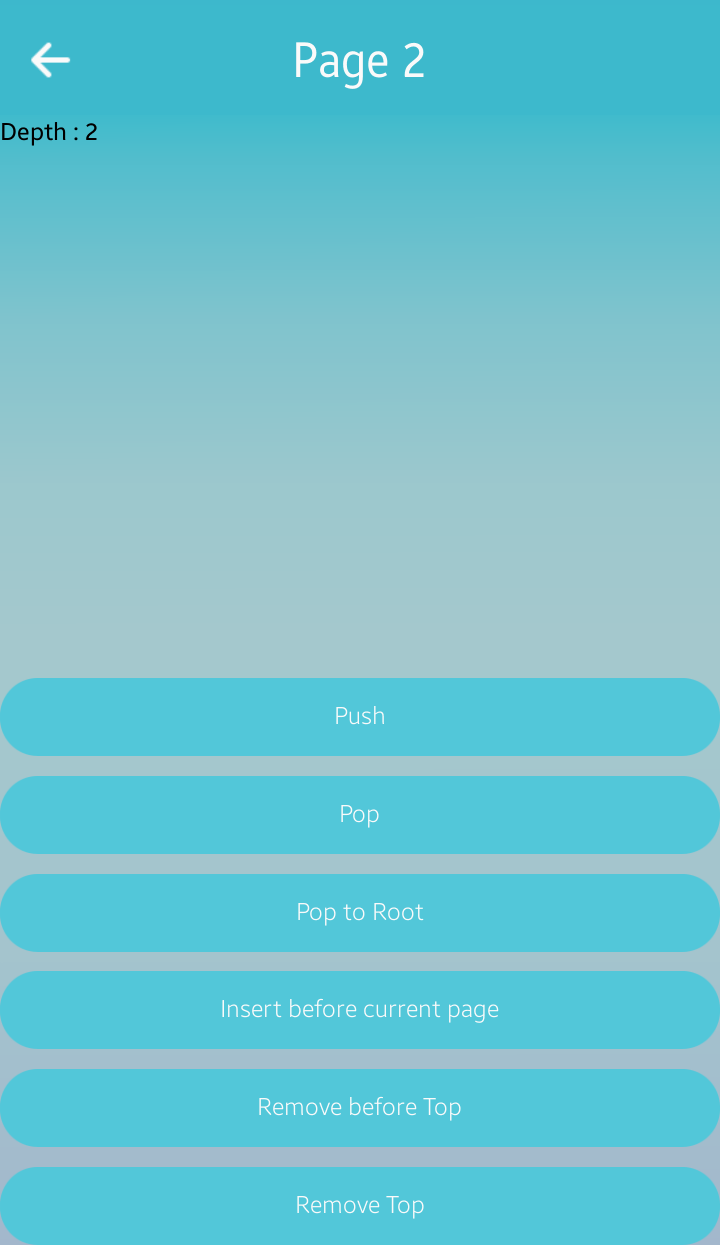 Page 2
Depth : 2
Push
Pop
Pop to Root
Insert before current page
Remove before Top
Remove Top